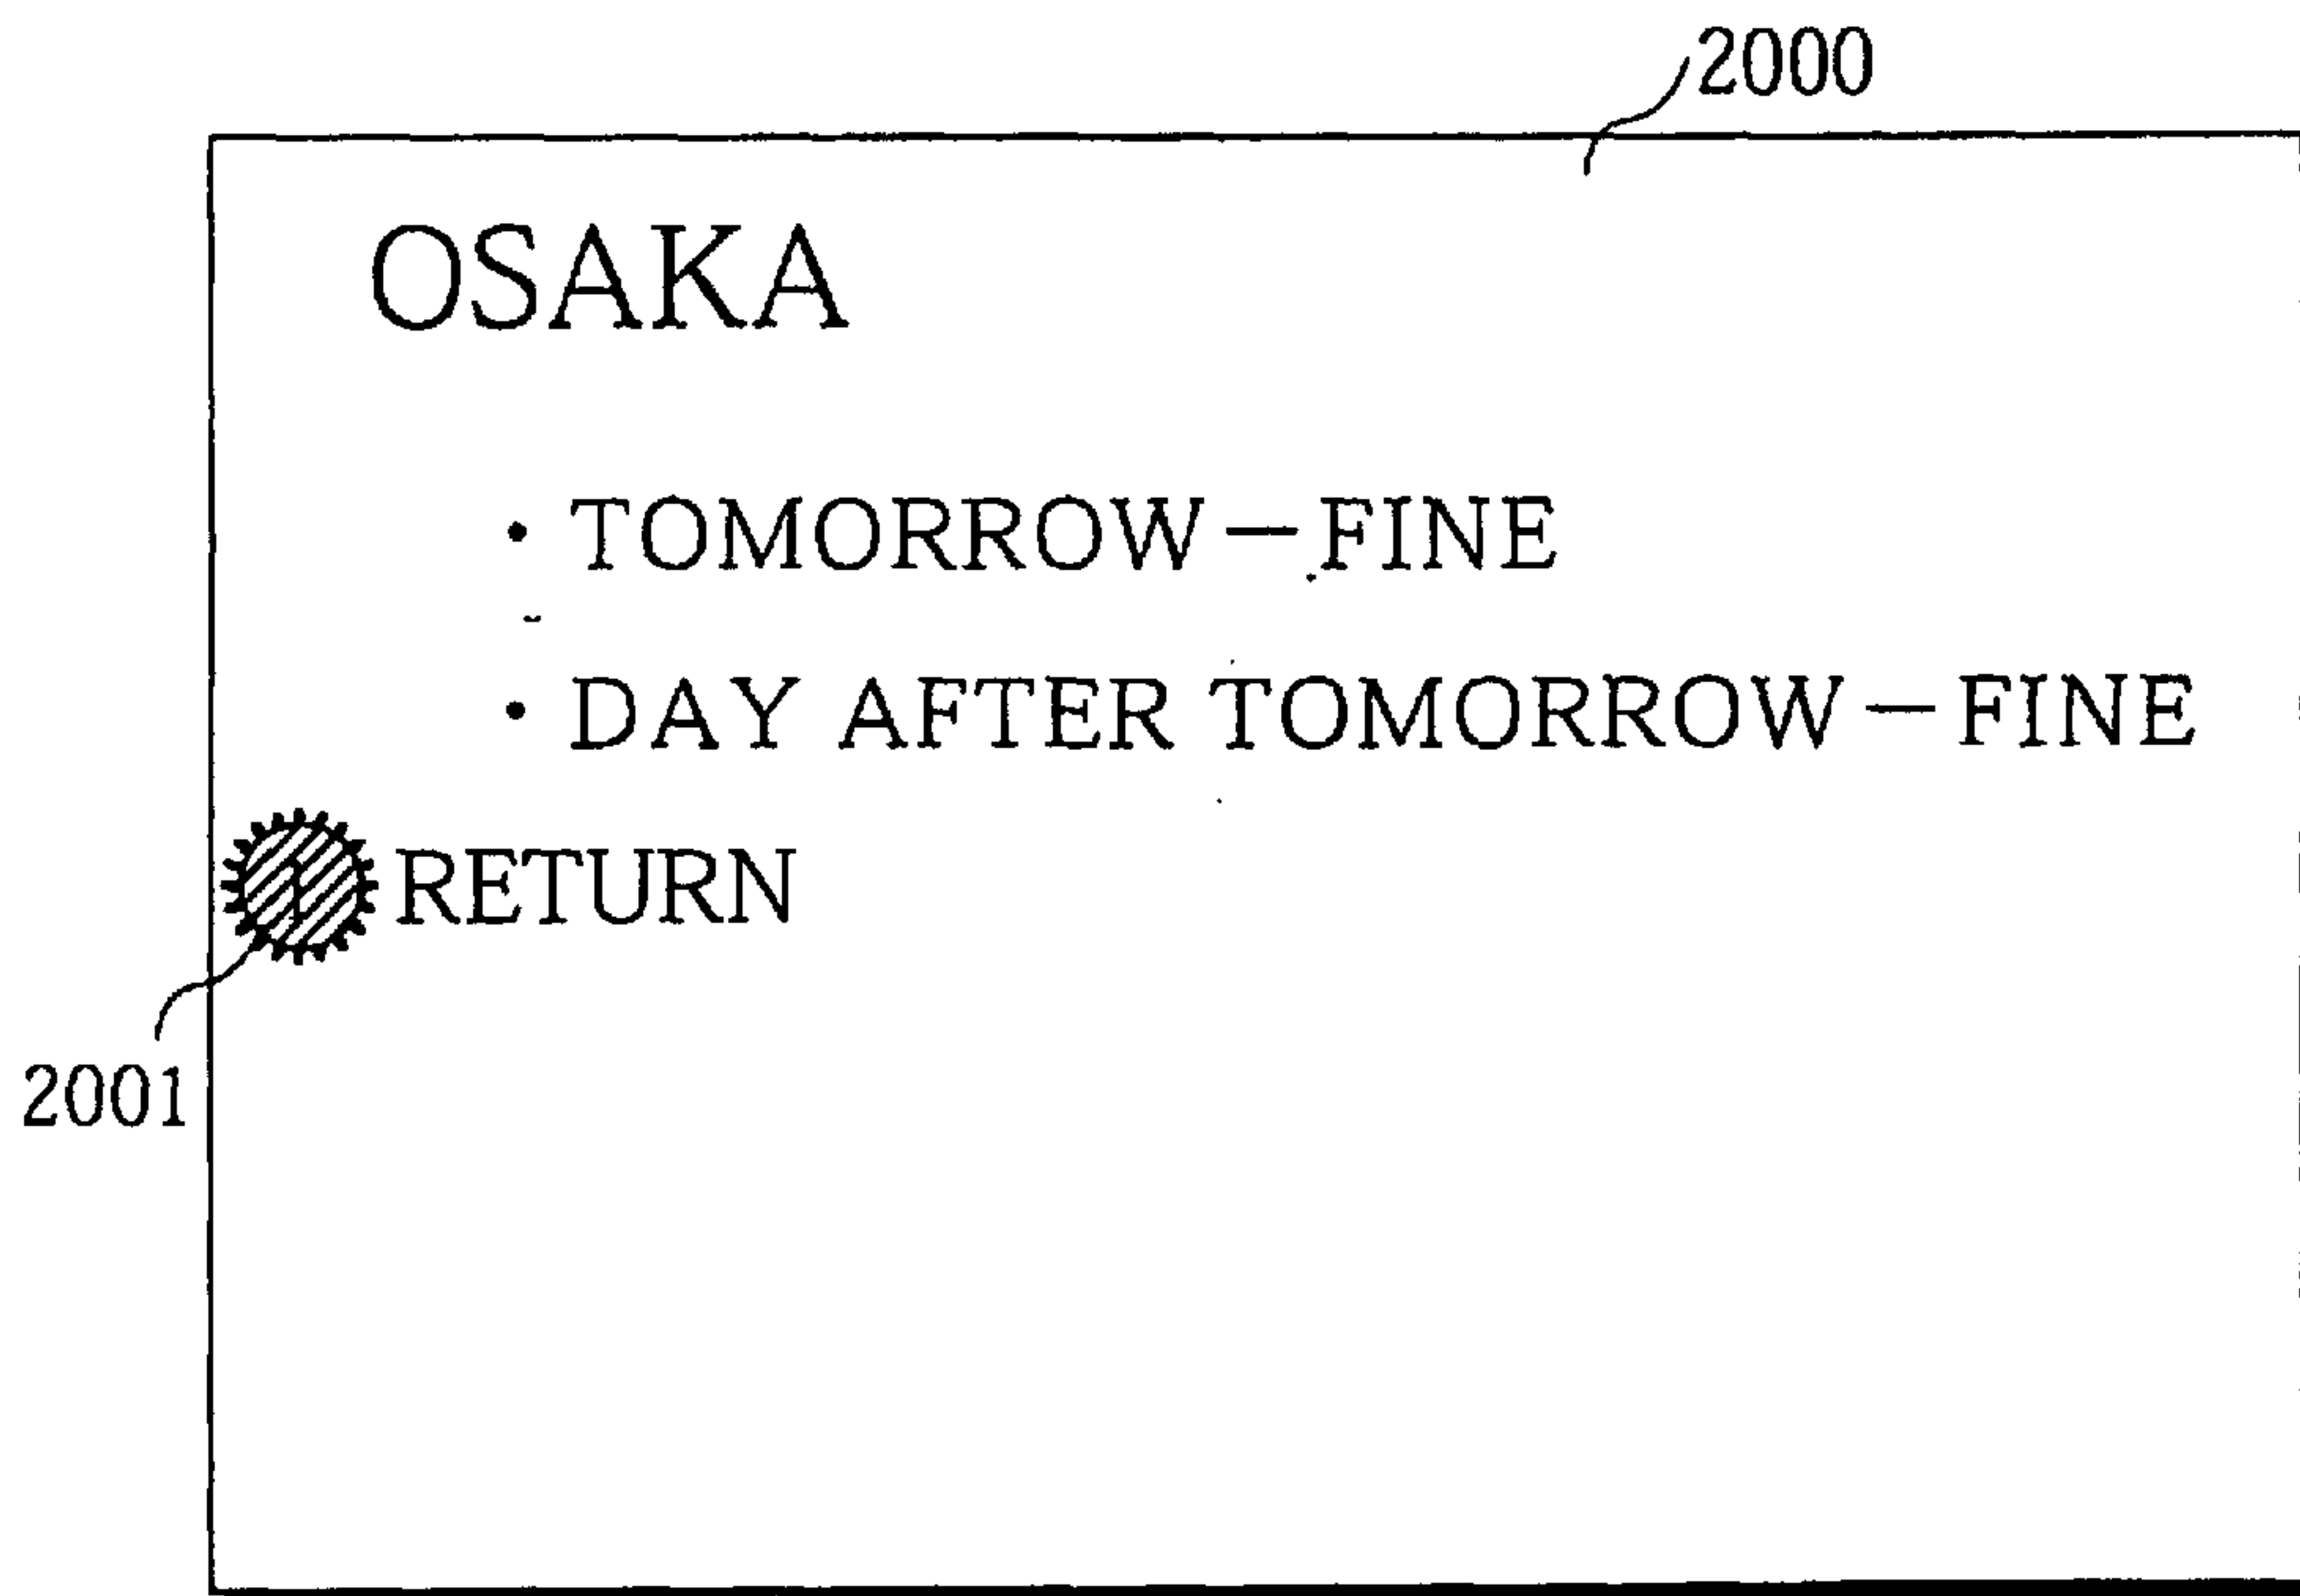 2000
OSAKA
・TOMORROW—FINE
・DAY AFTER TOMORROW—FINE
RETURN
2001